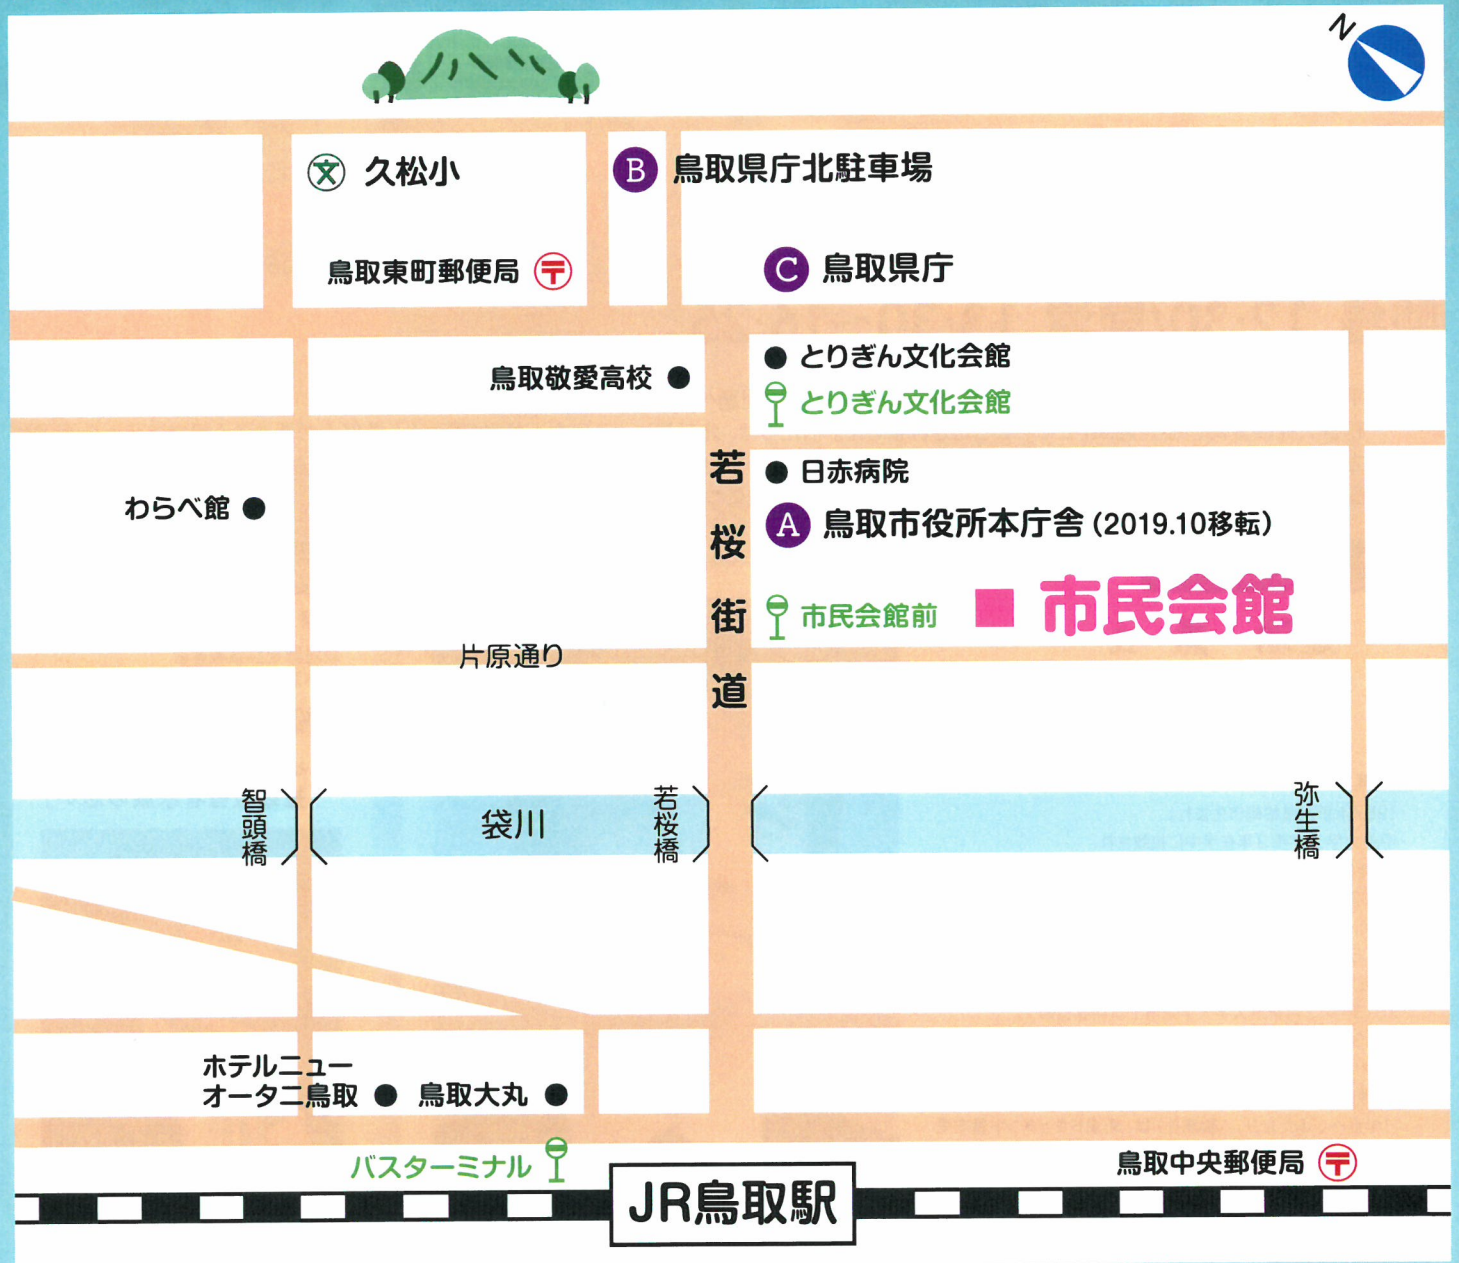 N
文 久松小
B 鳥取県庁北駐車場
鳥取東町郵便局 〒
C 鳥取県庁
とりぎん文化会館
鳥取敬愛高校
とりぎん文化会館
日赤病院
わらべ館
A 鳥取市役所本庁舎(2019.10移転)
市民会館前
市民会館
若桜街道
片原通り
智頭橋
袋川
若桜橋
弥生橋
ホテルニュー
オータニ鳥取
鳥取大丸
バスターミナル
鳥取中央郵便局 〒
JR鳥取駅